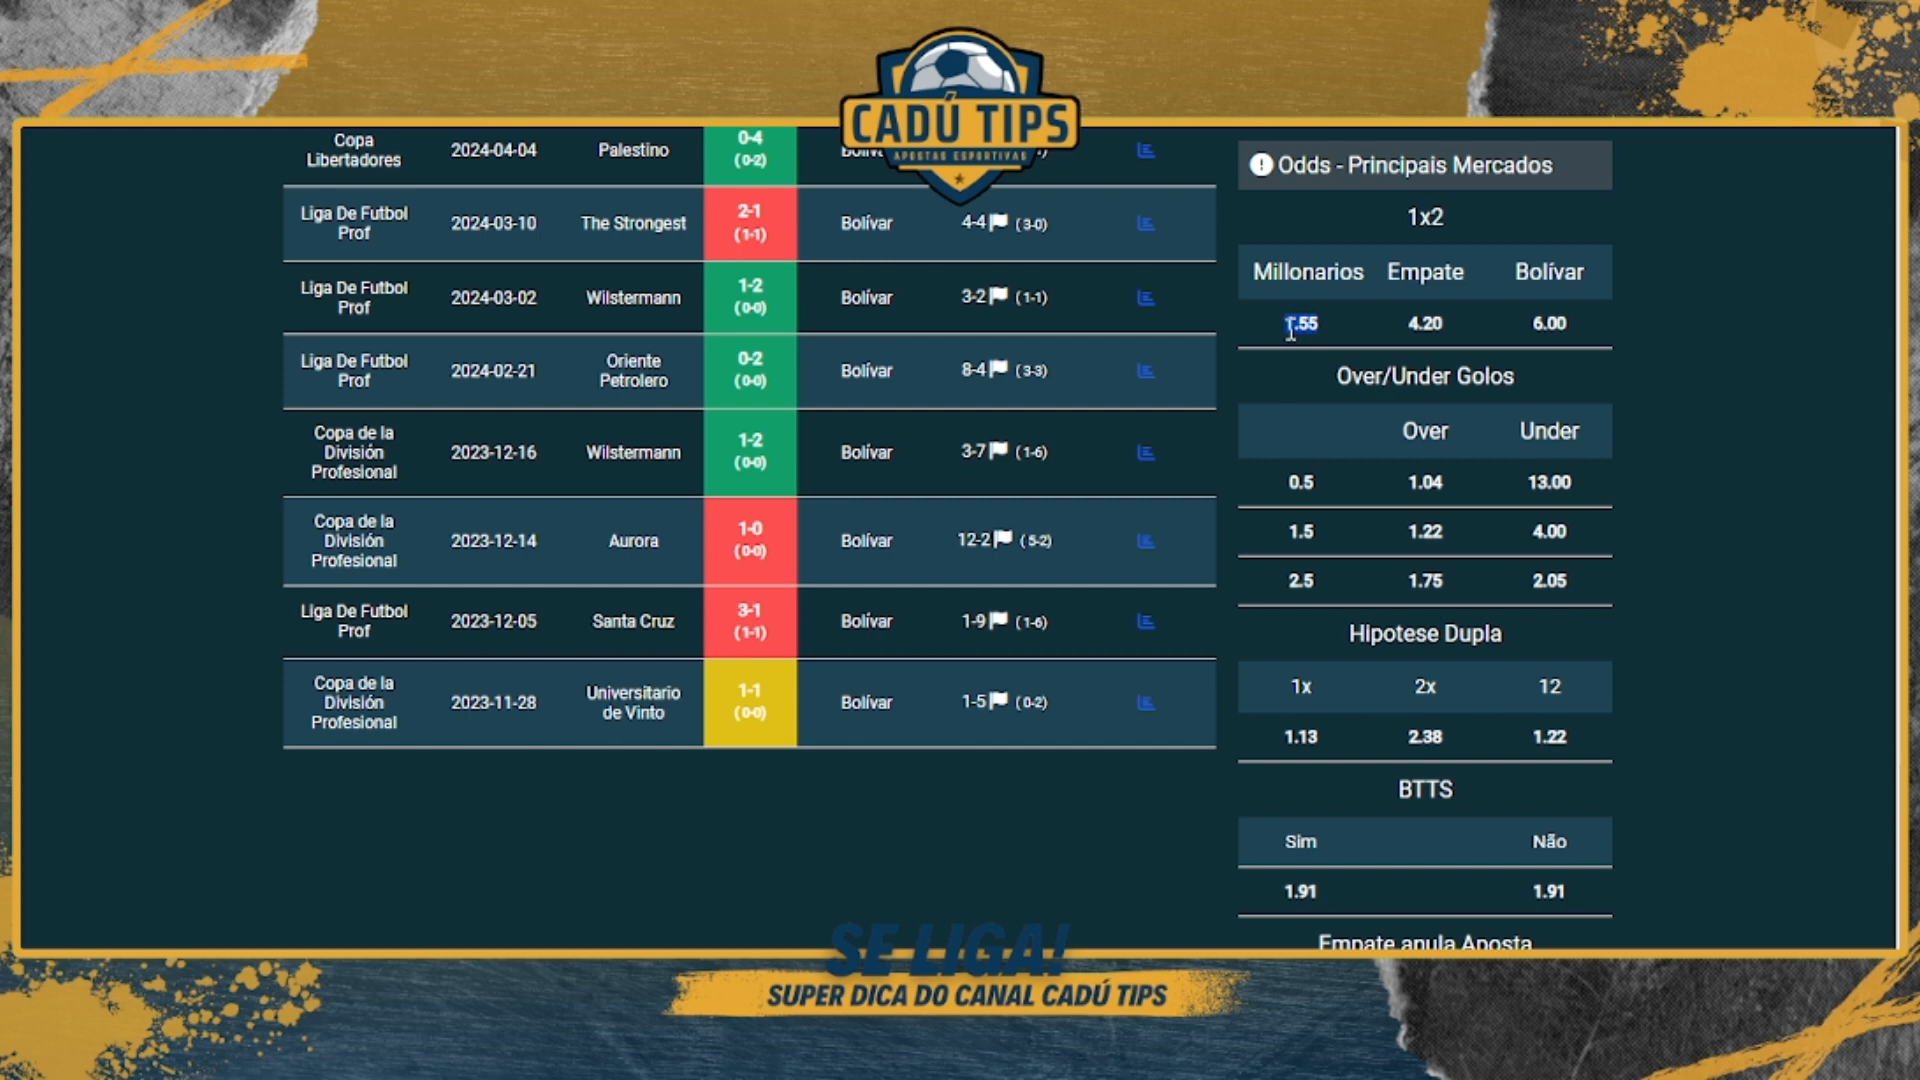 CADÚ TIPS
APOSTAS ESPORTIVAS
Copa Libertadores 2024-04-04 Palestino 0-4 (0-2)
Liga De Futbol Prof 2024-03-10 The Strongest 2-1 (1-1) Bolívar 4-4 (3-0)
Liga De Futbol Prof 2024-03-02 Wilstermann 1-2 (0-0) Bolívar 3-2 (1-1)
Liga De Futbol Prof 2024-02-21 Oriente Petrolero 0-2 (0-0) Bolívar 8-4 (3-3)
Copa de la División Profesional 2023-12-16 Wilstermann 1-2 (0-0) Bolívar 3-7 (1-6)
Copa de la División Profesional 2023-12-14 Aurora 1-0 (0-0) Bolívar 12-2 (5-2)
Liga De Futbol Prof 2023-12-05 Santa Cruz 3-1 (1-1) Bolívar 1-9 (1-6)
Copa de la División Profesional 2023-11-28 Universitario de Vinto 1-1 (0-0) Bolívar 1-5 (0-2)
Odds - Principais Mercados
1x2
Millonarios Empate Bolívar
1.55 4.20 6.00
Over/Under Golos
Over Under
0.5 1.04 13.00
1.5 1.22 4.00
2.5 1.75 2.05
Hipotese Dupla
1x 2x 12
1.13 2.38 1.22
BTTS
Sim Não
1.91 1.91
Empate anula Aposta
SE LIGA!
SUPER DICA DO CANAL CADÚ TIPS